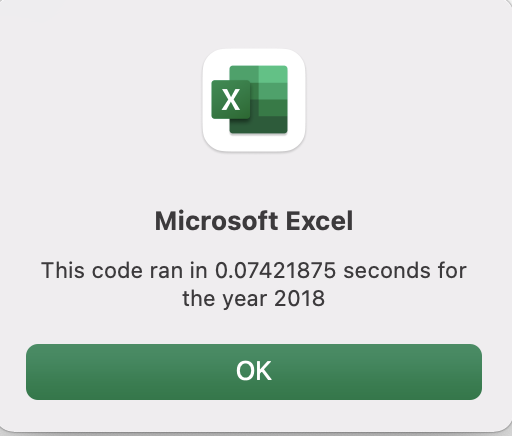 X
Microsoft Excel
This code ran in 0.07421875 seconds for
the year 2018
OK